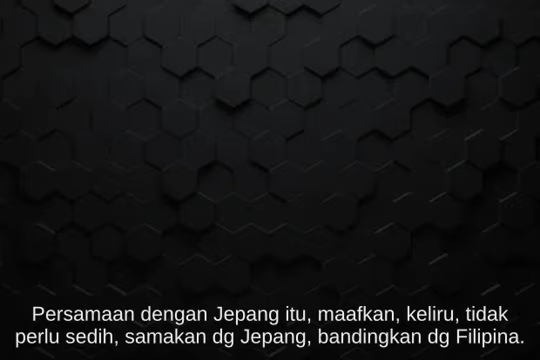 Persamaan dengan Jepang itu, maafkan, keliru, tidak
perlu sedih, samakan dg Jepang, bandingkan dg Filipina.